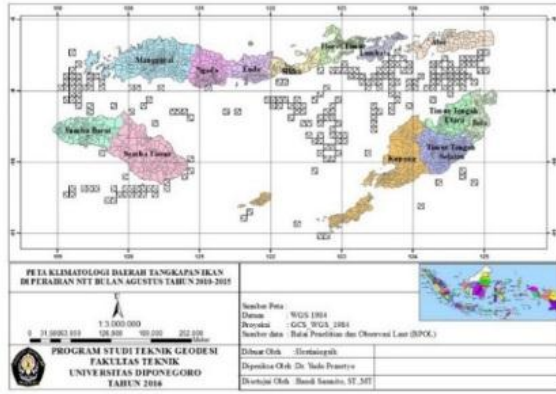 Manggarai
Ngada
Ende
Flores Timur
Lembata
Alor
Sumba Barat
Sumba Timur
Kupang
Timor Tengah
Utara
Belu
Timor Tengah
Selatan
PETA KLIMATOLOGI DAERAH TANGKAPAN IKAN
DI PERAIRAN NTT BULAN AGUSTUS TAHUN 2010-2015
1:3.000.000
PROGRAM STUDI TEKNIK GEODESI
FAKULTAS TEKNIK
UNIVERSITAS DIPONEGORO
TAHUN 2016
Sumber Peta :
Datum : WGS 1984
Proyeksi : GCS_WGS_1984
Sumber data : Balai Penelitian dan Observasi Laut (BPOL)
Dibuat Oleh :
Diperiksa Oleh : Dr. Yudo Prasetyo
Disetujui Oleh : Bandi Sasmito, ST.,MT